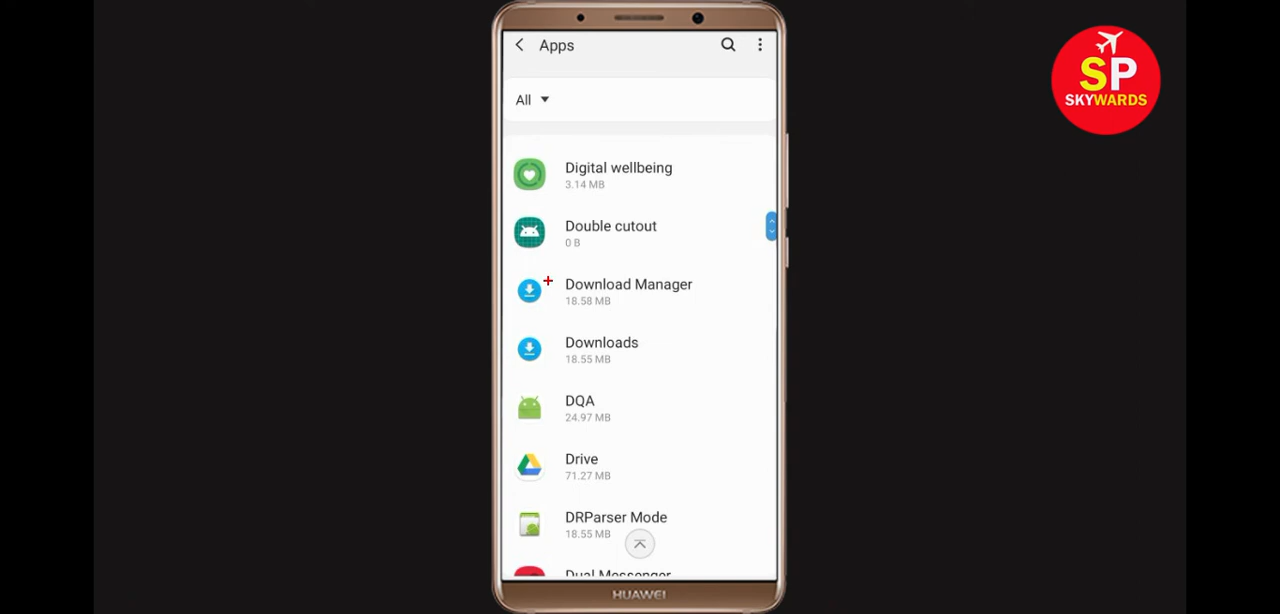 Apps
All
Digital wellbeing
3.14 MB
Double cutout
0 B
Download Manager
18.58 MB
Downloads
18.55 MB
DQA
24.97 MB
Drive
71.27 MB
DRParser Mode
18.55 MB
Dual Messenger
HUAWEI
SP
SKYWARDS